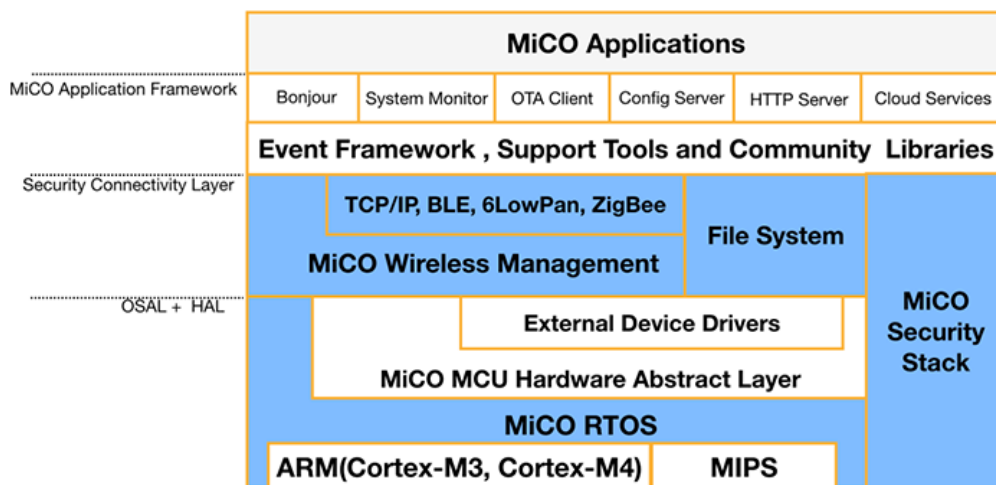 MiCO Applications
MiCO Application Framework
Bonjour
System Monitor
OTA Client
Config Server
HTTP Server
Cloud Services
Event Framework , Support Tools and Community Libraries
Security Connectivity Layer
TCP/IP, BLE, 6LowPan, ZigBee
File System
MiCO Wireless Management
MiCO
Security
Stack
OSAL + HAL
External Device Drivers
MiCO MCU Hardware Abstract Layer
MiCO RTOS
ARM(Cortex-M3, Cortex-M4)
MIPS